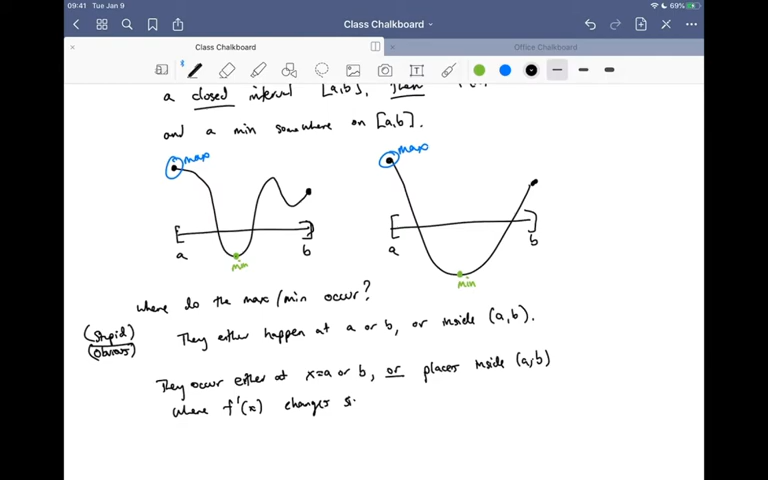 09:41 Tue Jan 9
69%
Class Chalkboard
Class Chalkboard
Office Chalkboard
a closed interval [a,b], then
and a min somewhere on [a,b].
max
max
a
b
a
b
min
min
Where do the max/min occur?
(Stupid)
(Obvious)
They either happen at a or b, or inside (a,b).
They occur either at x=a or b, or places inside (a,b)
where f'(x) changes si